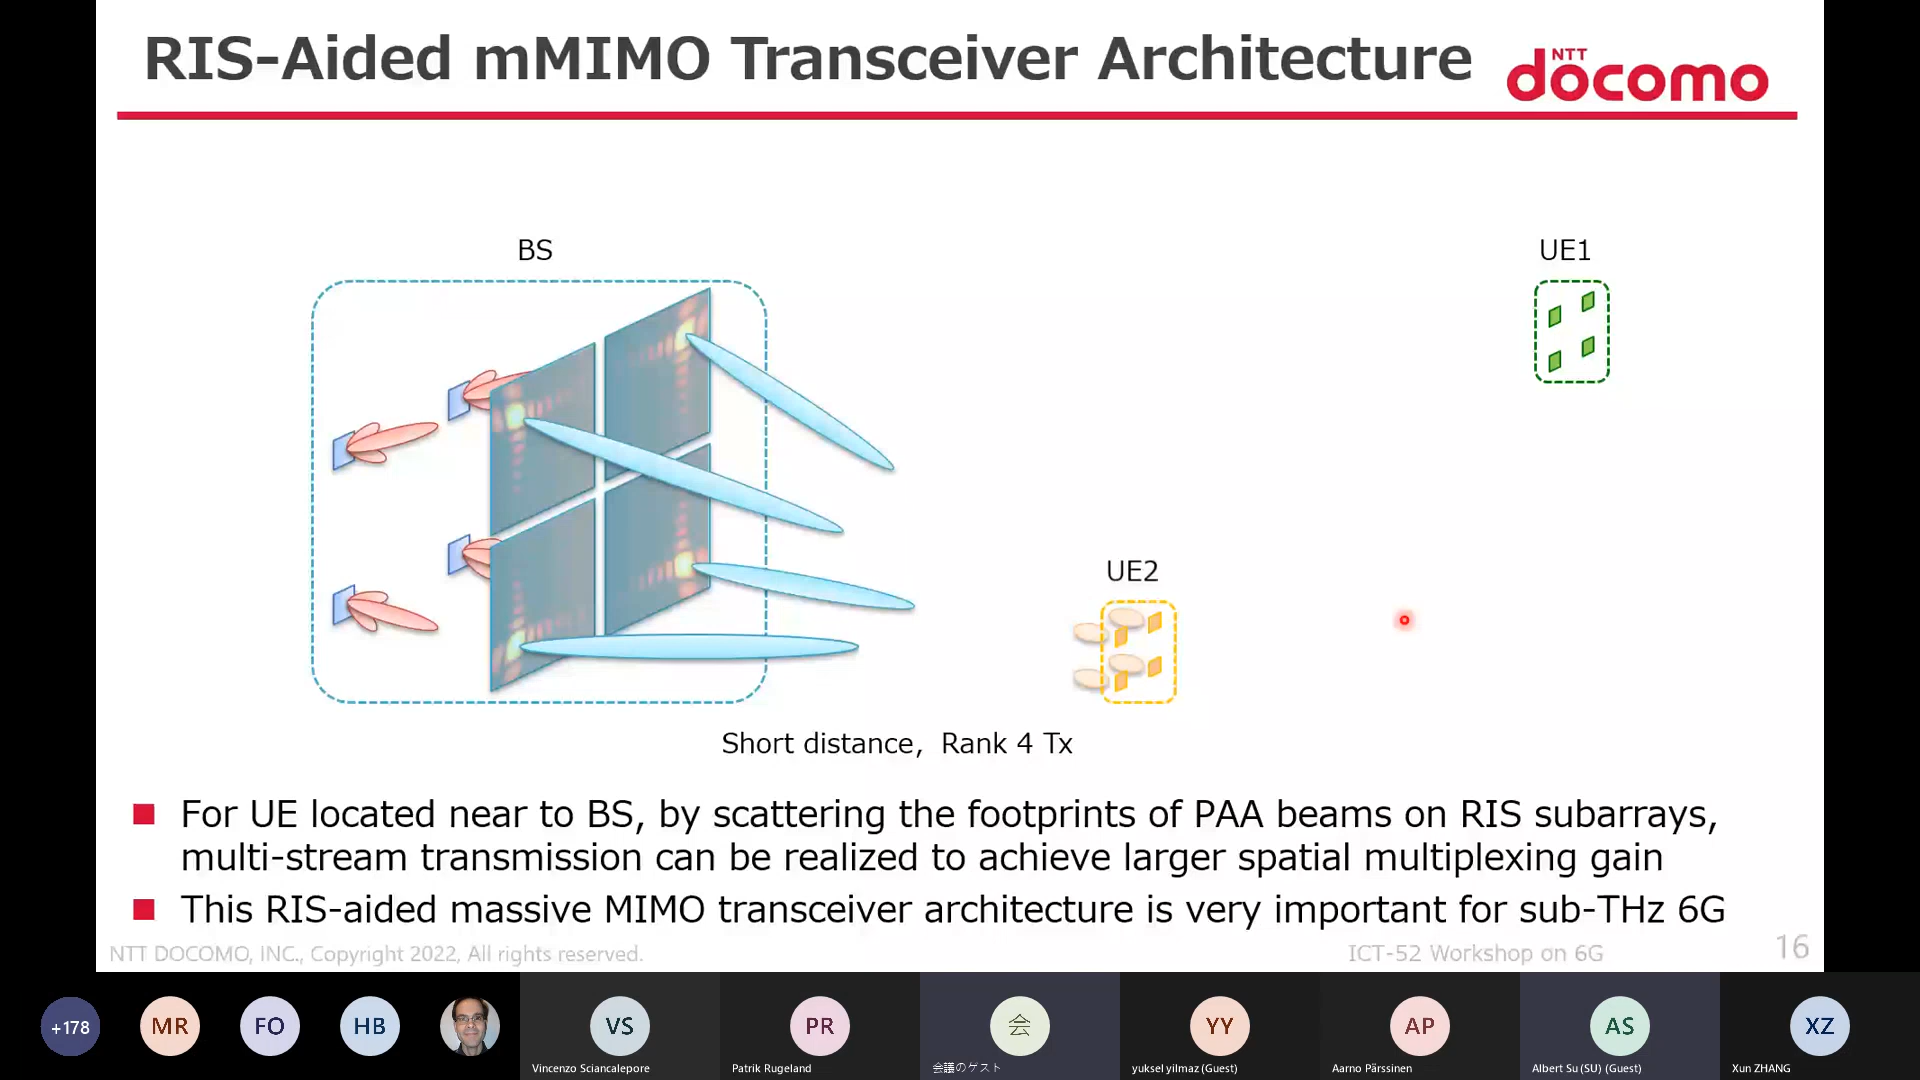 RIS-Aided mMIMO Transceiver Architecture
NTT
docomo
BS
UE1
UE2
Short distance, Rank 4 Tx
For UE located near to BS, by scattering the footprints of PAA beams on RIS subarrays,
multi-stream transmission can be realized to achieve larger spatial multiplexing gain
This RIS-aided massive MIMO transceiver architecture is very important for sub-THz 6G
NTT DOCOMO, INC., Copyright 2022, All rights reserved.
ICT-52 Workshop on 6G
16
+178
MR
FO
HB
VS
Vincenzo Sciancalepore
PR
Patrik Rugeland
会
会議のゲスト
YY
yuksel yilmaz (Guest)
AP
Aarno Pärssinen
AS
Albert Su (SU) (Guest)
XZ
Xun ZHANG